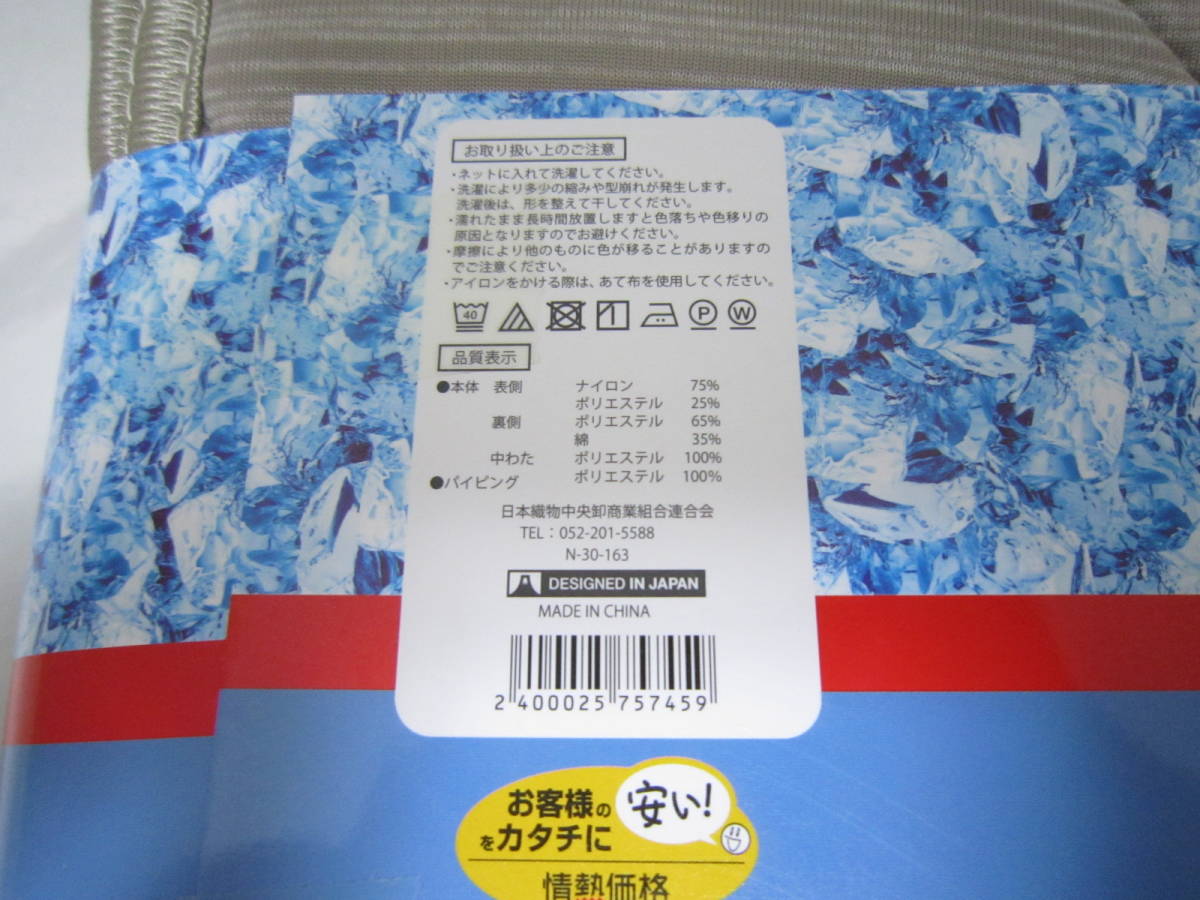 お取り扱い上のご注意
・ネットに入れて洗濯してください。
・洗濯により多少の縮みや型崩れが発生します。
洗濯後は、形を整えて干してください。
・濡れたまま長時間放置しますと色落ちや色移りの
原因となりますのでお避けください。
・摩擦により他のものに色が移ることがありますの
でご注意ください。
・アイロンをかける際は、あて布を使用してください。
40 P W
品質表示
●本体 表側 ナイロン 75%
ポリエステル 25%
裏側 ポリエステル 65%
綿 35%
中わた ポリエステル 100%
●パイピング ポリエステル 100%
日本織物中央卸商業組合連合会
TEL：052-201-5588
N-30-163
DESIGNED IN JAPAN
MADE IN CHINA
2 400025 757459
お客様の 安い!
をカタチに
情熱価格